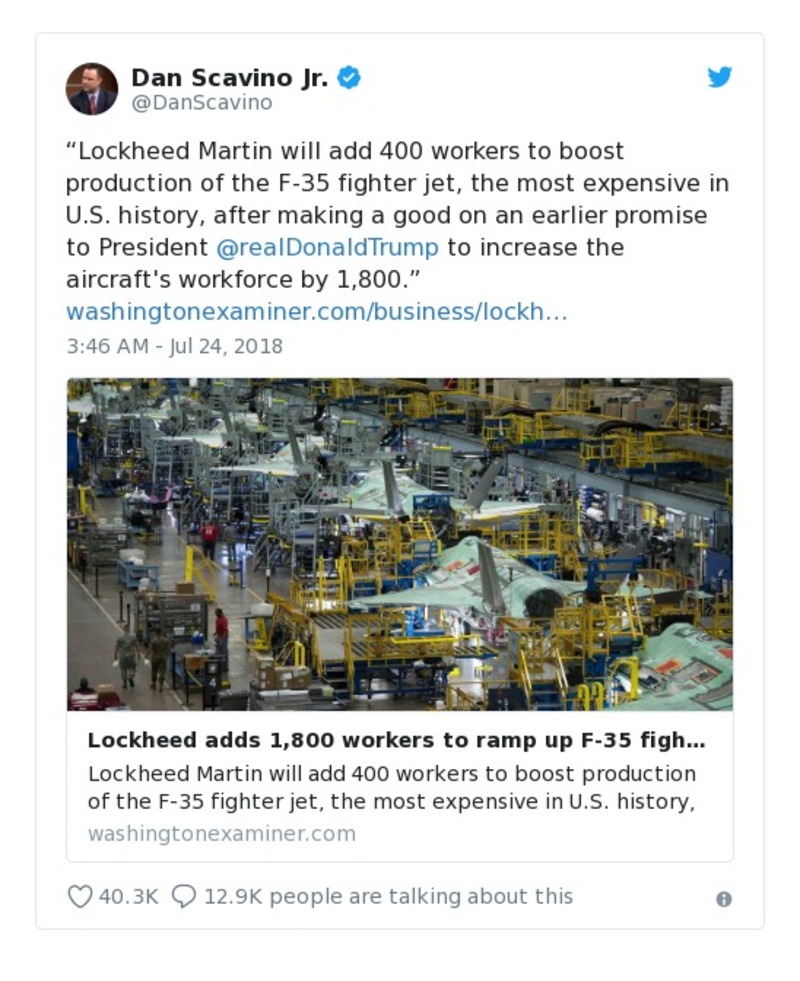 Dan Scavino Jr.
@DanScavino
“Lockheed Martin will add 400 workers to boost
production of the F-35 fighter jet, the most expensive in
U.S. history, after making a good on an earlier promise
to President @realDonaldTrump to increase the
aircraft's workforce by 1,800.”
washingtonexaminer.com/business/lockh…
3:46 AM - Jul 24, 2018
Lockheed adds 1,800 workers to ramp up F-35 figh…
Lockheed Martin will add 400 workers to boost production
of the F-35 fighter jet, the most expensive in U.S. history,
washingtonexaminer.com
40.3K 12.9K people are talking about this